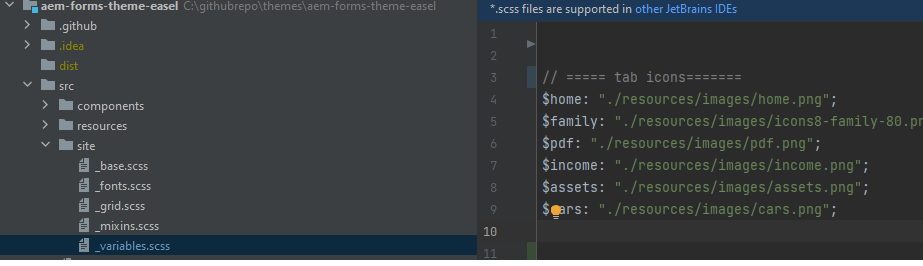 aem-forms-theme-easel C:\githubrepo\themes\aem-forms-theme-easel
.github
.idea
dist
src
components
resources
site
_base.scss
_fonts.scss
_grid.scss
_mixins.scss
_variables.scss
*.scss files are supported in other JetBrains IDEs
1
2
3 // ===== tab icons=======
4 $home: "./resources/images/home.png";
5 $family: "./resources/images/icons8-family-80.pn
6 $pdf: "./resources/images/pdf.png";
7 $income: "./resources/images/income.png";
8 $assets: "./resources/images/assets.png";
9 $cars: "./resources/images/cars.png";
10
11